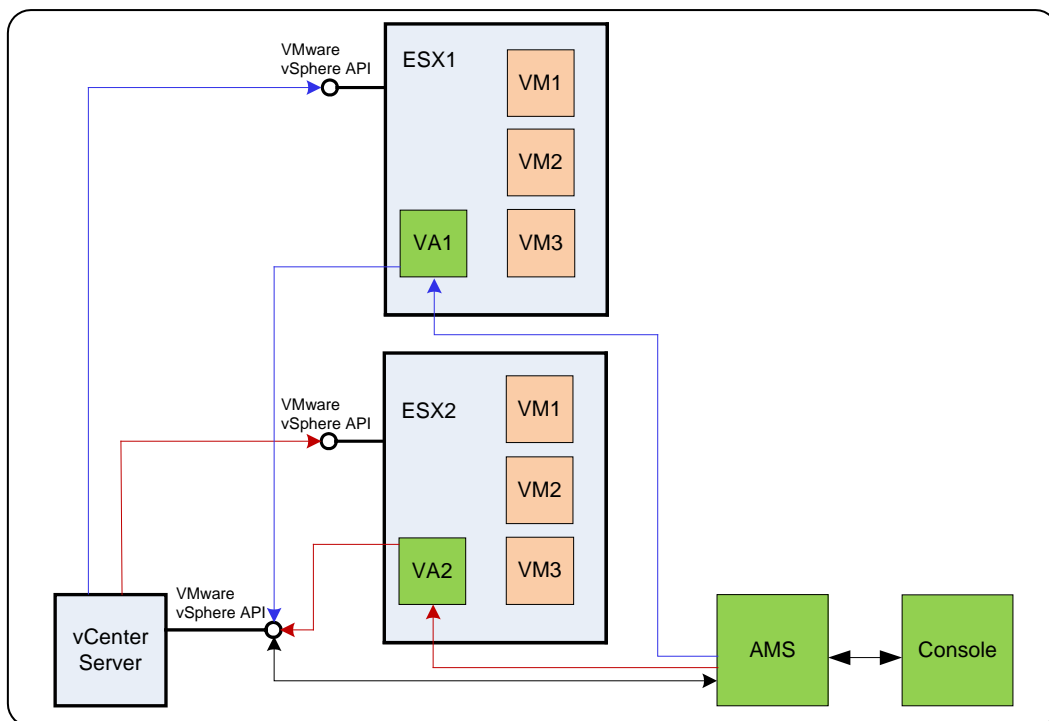 VMware
vSphere API
ESX1
VM1
VM2
VA1
VM3
VMware
vSphere API
ESX2
VM1
VM2
VA2
VM3
VMware
vSphere API
vCenter
Server
AMS
Console